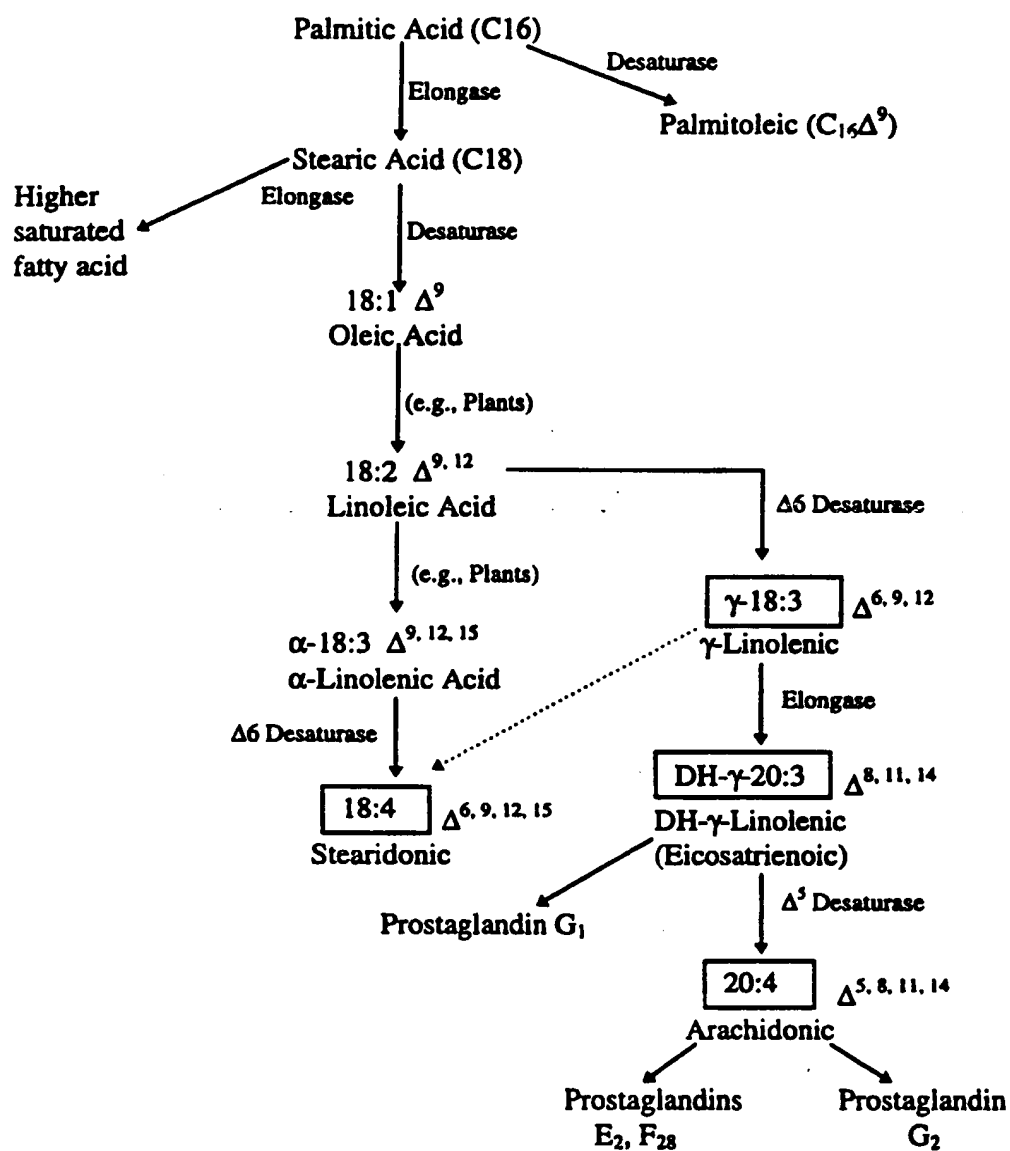 Palmitic Acid (C16)
Desaturase
Elongase
Palmitoleic (C₁₆Δ⁹)
Stearic Acid (C18)
Elongase
Higher
saturated
fatty acid
Desaturase
18:1 Δ⁹
Oleic Acid
(e.g., Plants)
18:2 Δ⁹, ¹²
Linoleic Acid
Δ6 Desaturase
(e.g., Plants)
γ-18:3 Δ⁶, ⁹, ¹²
γ-Linolenic
α-18:3 Δ⁹, ¹², ¹⁵
α-Linolenic Acid
Elongase
Δ6 Desaturase
DH-γ-20:3 Δ⁸, ¹¹, ¹⁴
DH-γ-Linolenic
(Eicosatrienoic)
18:4 Δ⁶, ⁹, ¹², ¹⁵
Stearidonic
Δ⁵ Desaturase
Prostaglandin G₁
20:4 Δ⁵, ⁸, ¹¹, ¹⁴
Arachidonic
Prostaglandins
E₂, F₂₈
Prostaglandin
G₂